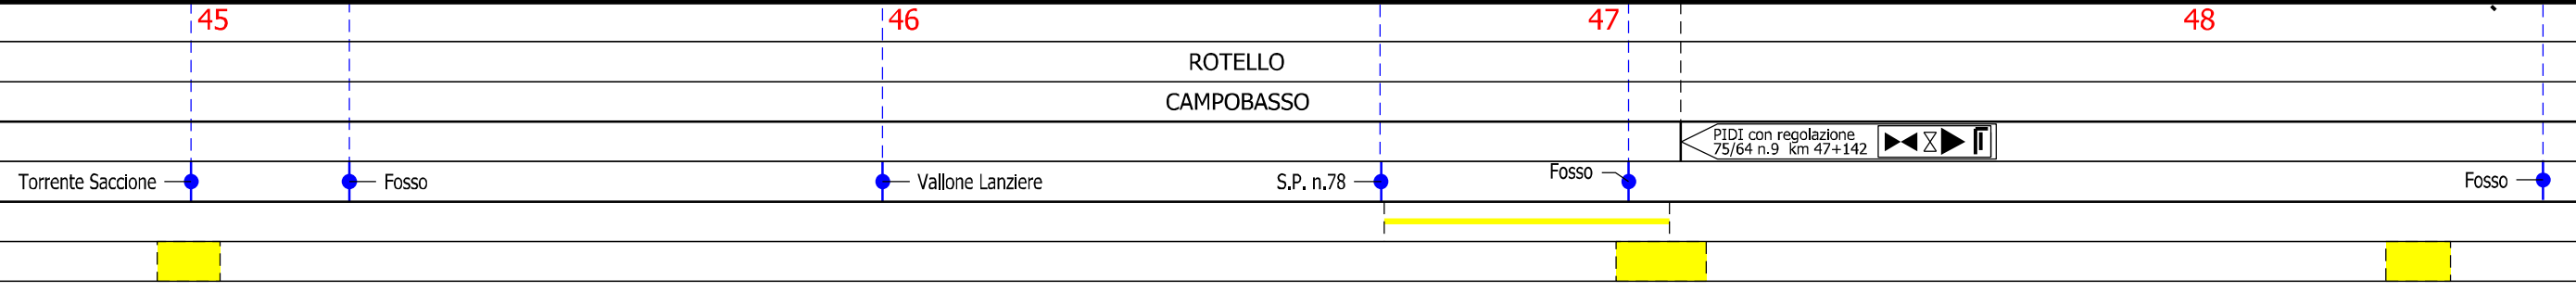 45
46
47
48
ROTELLO
CAMPOBASSO
PIDI con regolazione
75/64 n.9 km 47+142
Torrente Saccione
Fosso
Vallone Lanziere
S.P. n.78
Fosso
Fosso